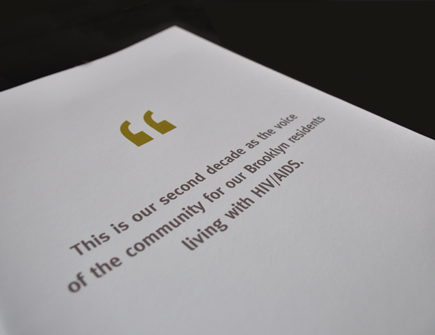 “
This is our second decade as the voice
of the community for our Brooklyn residents
living with HIV/AIDS.